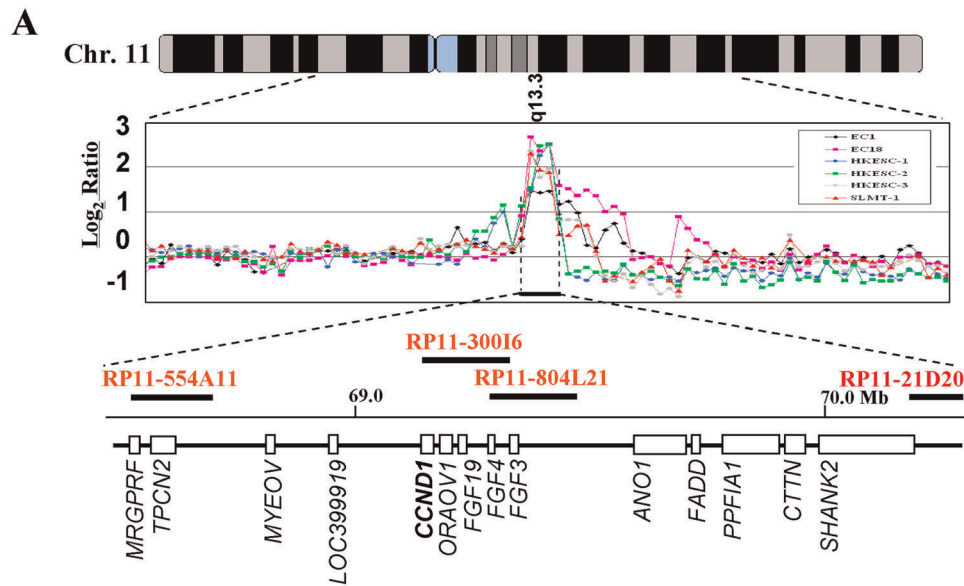 A
Chr. 11
q13.3
Log2 Ratio
3
2
1
0
-1
EC1
EC18
HKESC-1
HKESC-2
HKESC-3
SLMT-1
RP11-300I6
RP11-554A11
RP11-804L21
RP11-21D20
69.0
70.0 Mb
MRGPRF
TPCN2
MYEOV
LOC399919
CCND1
ORAOV1
FGF19
FGF4
FGF3
ANO1
FADD
PPFIA1
CTTN
SHANK2